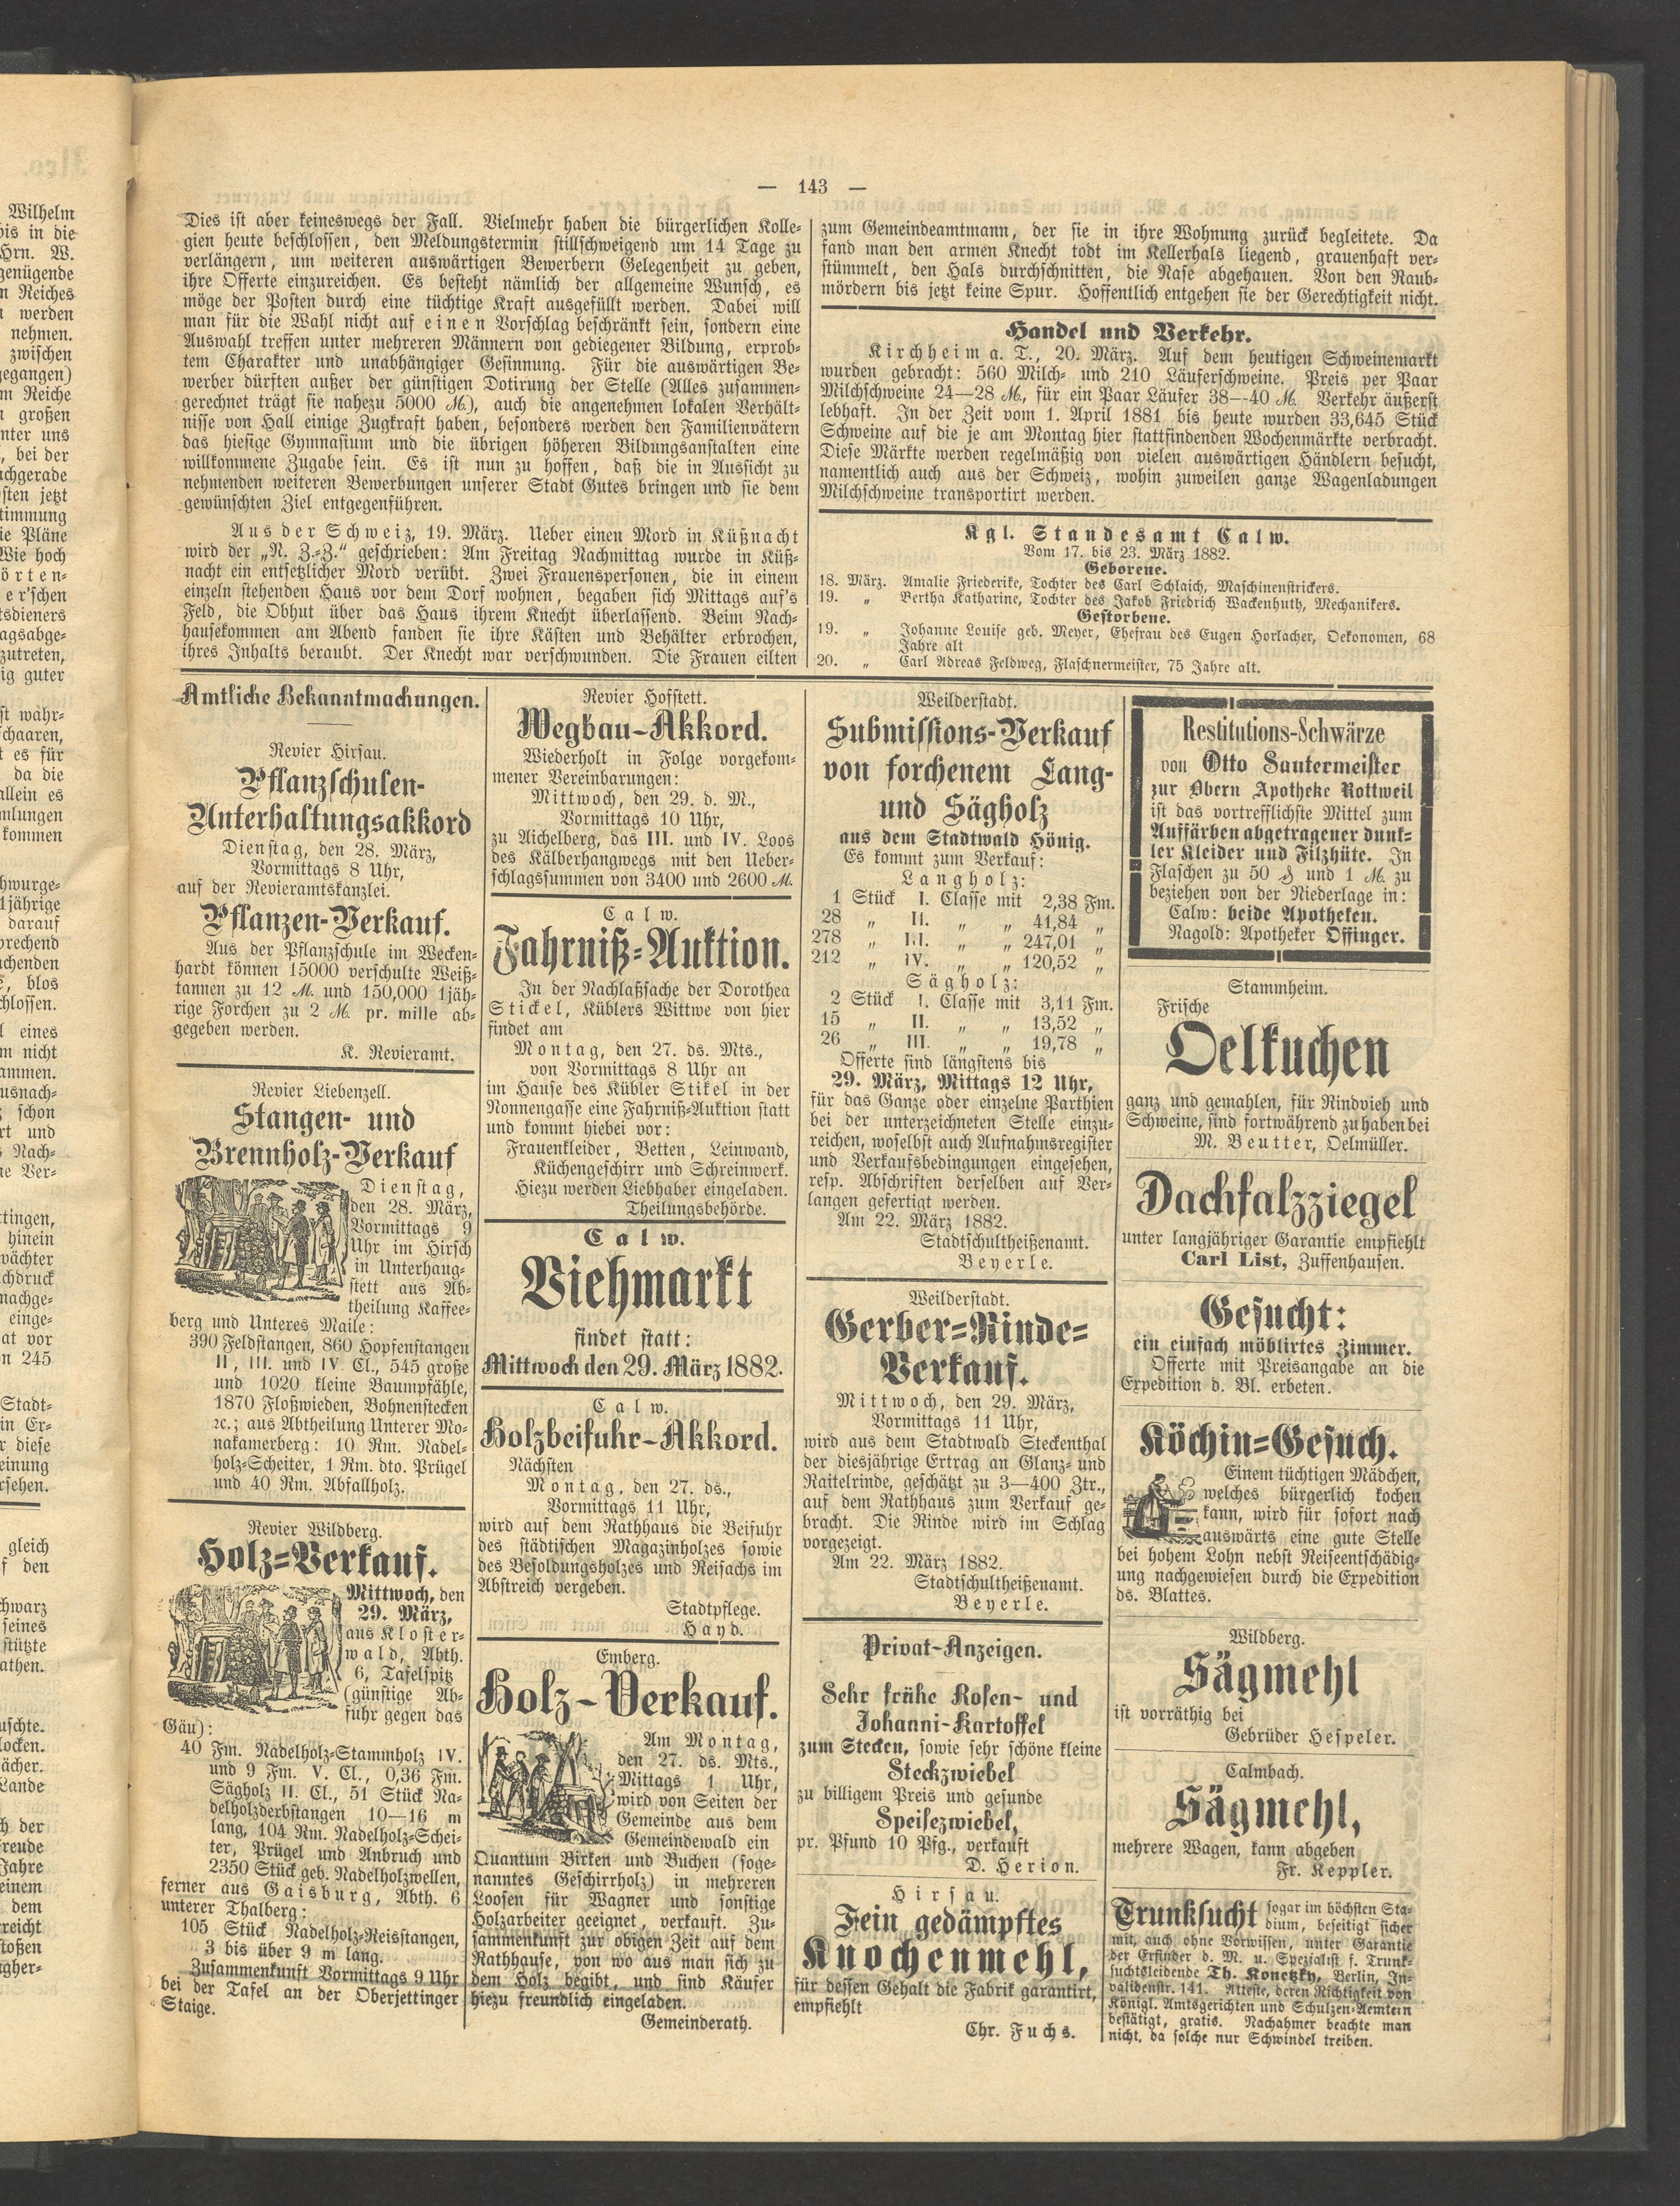 — 143 —
Dies ist aber keineswegs der Fall. Vielmehr haben die bürgerlichen Kolle-
gien heute beschlossen, den Meldungstermin stillschweigend um 14 Tage zu
verlängern, um weiteren auswärtigen Bewerbern Gelegenheit zu geben,
ihre Offerte einzureichen. Es besteht nämlich der allgemeine Wunsch, es
möge der Posten durch eine tüchtige Kraft ausgefüllt werden. Dabei will
man für die Wahl nicht auf einen Vorschlag beschränkt sein, sondern eine
Auswahl treffen unter mehreren Männern von gediegener Bildung, erprob-
tem Charakter und unabhängiger Gesinnung. Für die auswärtigen Be-
werber dürften außer der günstigen Dotirung der Stelle (Alles zusammen-
gerechnet trägt sie nahezu 5000 M.), auch die angenehmen lokalen Verhält-
nisse von Hall einige Zugkraft haben, besonders werden den Familienvätern
das hiesige Gymnasium und die übrigen höheren Bildungsanstalten eine
willkommene Zugabe sein. Es ist nun zu hoffen, daß die in Aussicht zu
nehmenden weiteren Bewerbungen unserer Stadt Gutes bringen und sie dem
gewünschten Ziel entgegenführen.
Aus der Schweiz, 19. März. Ueber einen Mord in Küßnacht
wird der „N. Z.-Z.“ geschrieben: Am Freitag Nachmittag wurde in Küß-
nacht ein entsetzlicher Mord verübt. Zwei Frauenspersonen, die in einem
einzeln stehenden Haus vor dem Dorf wohnen, begaben sich Mittags auf's
Feld, die Obhut über das Haus ihrem Knecht überlassend. Beim Nach-
hausekommen am Abend fanden sie ihre Kästen und Behälter erbrochen,
ihres Inhalts beraubt. Der Knecht war verschwunden. Die Frauen eilten
zum Gemeindeamtmann, der sie in ihre Wohnung zurück begleitete. Da
fand man den armen Knecht todt im Kellerhals liegend, grauenhaft ver-
stümmelt, den Hals durchschnitten, die Nase abgehauen. Von den Raub-
mördern bis jetzt keine Spur. Hoffentlich entgehen sie der Gerechtigkeit nicht.
Handel und Verkehr.
Kirchheim a. T., 20. März. Auf dem heutigen Schweinemarkt
wurden gebracht: 560 Milch- und 210 Läuferschweine. Preis per Paar
Milchschweine 24—28 M., für ein Paar Läufer 38—40 M. Verkehr äußerst
lebhaft. In der Zeit vom 1. April 1881 bis heute wurden 33,645 Stück
Schweine auf die je am Montag hier stattfindenden Wochenmärkte verbracht.
Diese Märkte werden regelmäßig von vielen auswärtigen Händlern besucht,
namentlich auch aus der Schweiz, wohin zuweilen ganze Wagenladungen
Milchschweine transportirt werden.
Kgl. Standesamt Calw.
Vom 17. bis 23. März 1882.
Geborene.
18. März. Amalie Friederike, Tochter des Carl Schlaich, Maschinenstrickers.
19. „ Bertha Katharine, Tochter des Jakob Friedrich Wackenhuth, Mechanikers.
Gestorbene.
19. „ Johanne Louise geb. Meyer, Ehefrau des Eugen Horlacher, Oekonomen, 68
Jahre alt
20. „ Carl Adreas Feldweg, Flaschnermeister, 75 Jahre alt.
Amtliche Bekanntmachungen.
Revier Hirsau.
Pflanzschulen-
Unterhaltungsakkord
Dienstag, den 28. März,
Vormittags 8 Uhr,
auf der Revieramtskanzlei.
Pflanzen-Verkauf.
Aus der Pflanzschule im Wecken-
hardt können 15000 verschulte Weiß-
tannen zu 12 M. und 150,000 1jäh-
rige Forchen zu 2 M. pr. mille ab-
gegeben werden.
K. Revieramt.
Revier Liebenzell.
Stangen- und
Brennholz-Verkauf
Dienstag,
den 28. März,
Vormittags 9
Uhr im Hirsch
in Unterhaug-
stett aus Ab-
theilung Kaffee-
berg und Unteres Maile:
390 Feldstangen, 860 Hopfenstangen
II, III. und IV. Cl., 545 große
und 1020 kleine Baumpfähle,
1870 Floßwieden, Bohnenstecken
ꝛc.; aus Abtheilung Unterer Mo-
nakamerberg: 10 Rm. Nadel-
holz-Scheiter, 1 Rm. dto. Prügel
und 40 Rm. Abfallholz.
Revier Wildberg.
Holz-Verkauf.
Mittwoch, den
29. März,
aus Kloster-
wald, Abth.
6, Tafelspitz
(günstige Ab-
fuhr gegen das
Gäu):
40 Fm. Nadelholz-Stammholz IV.
und 9 Fm. V. Cl., 0,36 Fm.
Sägholz II. Cl., 51 Stück Na-
delholzderbstangen 10—16 m
lang, 104 Rm. Nadelholz-Schei-
ter, Prügel und Anbruch und
2350 Stück geb. Nadelholzwellen,
ferner aus Gaisburg, Abth. 6
unterer Thalberg:
105 Stück Nadelholz-Reisstangen,
3 bis über 9 m lang.
Zusammenkunft Vormittags 9 Uhr
bei der Tafel an der Oberjettinger
Staige.
Revier Hofstett.
Wegbau-Akkord.
Wiederholt in Folge vorgekom-
mener Vereinbarungen:
Mittwoch, den 29. d. M.,
Vormittags 10 Uhr,
zu Aichelberg, das III. und IV. Loos
des Kälberhangwegs mit den Ueber-
schlagssummen von 3400 und 2600 M.
Calw.
Fahrniß-Auktion.
In der Nachlaßsache der Dorothea
Stickel, Küblers Wittwe von hier
findet am
Montag, den 27. ds. Mts.,
von Vormittags 8 Uhr an
im Hause des Kübler Stikel in der
Nonnengasse eine Fahrniß-Auktion statt
und kommt hiebei vor:
Frauenkleider, Betten, Leinwand,
Küchengeschirr und Schreinwerk.
Hiezu werden Liebhaber eingeladen.
Theilungsbehörde.
Calw.
Viehmarkt
findet statt:
Mittwoch den 29. März 1882.
Calw.
Holzbeifuhr-Akkord.
Nächsten
Montag, den 27. ds.,
Vormittags 11 Uhr,
wird auf dem Rathhaus die Beifuhr
des städtischen Magazinholzes sowie
des Besoldungsholzes und Reisachs im
Abstreich vergeben.
Stadtpflege.
Hayd.
Emberg.
Holz-Verkauf.
Am Montag,
den 27. ds. Mts.,
Mittags 1 Uhr,
wird von Seiten der
Gemeinde aus dem
Gemeindewald ein
Quantum Birken und Buchen (soge-
nanntes Geschirrholz) in mehreren
Loosen für Wagner und sonstige
Holzarbeiter geeignet, verkauft. Zu-
sammenkunft zur obigen Zeit auf dem
Rathhause, von wo aus man sich zu
dem Holz begibt, und sind Käufer
hiezu freundlich eingeladen.
Gemeinderath.
Weilderstadt.
Submissions-Verkauf
von forchenem Lang-
und Sägholz
aus dem Stadtwald Hönig.
Es kommt zum Verkauf:
Langholz:
1 Stück I. Classe mit 2,38 Fm.
28 „ II. „ „ 41,84 „
278 „ III. „ „ 247,01 „
212 „ IV. „ „ 120,52 „
Sägholz:
2 Stück I. Classe mit 3,11 Fm.
15 „ II. „ „ 13,52 „
26 „ III. „ „ 19,78 „
Offerte sind längstens bis
29. März, Mittags 12 Uhr,
für das Ganze oder einzelne Parthien
bei der unterzeichneten Stelle einzu-
reichen, woselbst auch Aufnahmsregister
und Verkaufsbedingungen eingesehen,
resp. Abschriften derselben auf Ver-
langen gefertigt werden.
Am 22. März 1882.
Stadtschultheißenamt.
Beyerle.
Weilderstadt.
Gerber-Rinde-
Verkauf.
Mittwoch, den 29. März,
Vormittags 11 Uhr,
wird aus dem Stadtwald Steckenthal
der diesjährige Ertrag an Glanz- und
Raitelrinde, geschätzt zu 3—400 Ztr.,
auf dem Rathhaus zum Verkauf ge-
bracht. Die Rinde wird im Schlag
vorgezeigt.
Am 22. März 1882.
Stadtschultheißenamt.
Beyerle.
Privat-Anzeigen.
Sehr frühe Rosen- und
Johanni-Kartoffel
zum Stecken, sowie sehr schöne kleine
Steckzwiebel
zu billigem Preis und gesunde
Speisezwiebel,
pr. Pfund 10 Pfg., verkauft
D. Herion.
Hirsau.
Fein gedämpftes
Knochenmehl,
für dessen Gehalt die Fabrik garantirt,
empfiehlt
Chr. Fuchs.
Restitutions-Schwärze
von Otto Sautermeister
zur Obern Apotheke Rottweil
ist das vortrefflichste Mittel zum
Auffärben abgetragener dunk-
ler Kleider und Filzhüte. In
Flaschen zu 50 ₰ und 1 M. zu
beziehen von der Niederlage in:
Calw: beide Apotheken.
Nagold: Apotheker Öffinger.
Stammheim.
Frische
Oelkuchen
ganz und gemahlen, für Rindvieh und
Schweine, sind fortwährend zu haben bei
M. Beutter, Oelmüller.
Dachfalzziegel
unter langjähriger Garantie empfiehlt
Carl List, Zuffenhausen.
Gesucht:
ein einfach möblirtes Zimmer.
Offerte mit Preisangabe an die
Expedition d. Bl. erbeten.
Köchin-Gesuch.
Einem tüchtigen Mädchen,
welches bürgerlich kochen
kann, wird für sofort nach
auswärts eine gute Stelle
bei hohem Lohn nebst Reiseentschädig-
ung nachgewiesen durch die Expedition
ds. Blattes.
Wildberg.
Sägmehl
ist vorräthig bei
Gebrüder Hespeler.
Calmbach.
Sägmehl,
mehrere Wagen, kann abgeben
Fr. Keppler.
Trunksucht sogar im höchsten Sta-
dium, beseitigt sicher
mit, auch ohne Vorwissen, unter Garantie
der Erfinder d. M. u. Spezialist f. Trunk-
suchtsleidende Th. Konetzky, Berlin, In-
validenstr. 141. Atteste, deren Richtigkeit von
Königl. Amtsgerichten und Schulzen-Aemtern
bestätigt, gratis. Nachahmer beachte man
nicht, da solche nur Schwindel treiben.